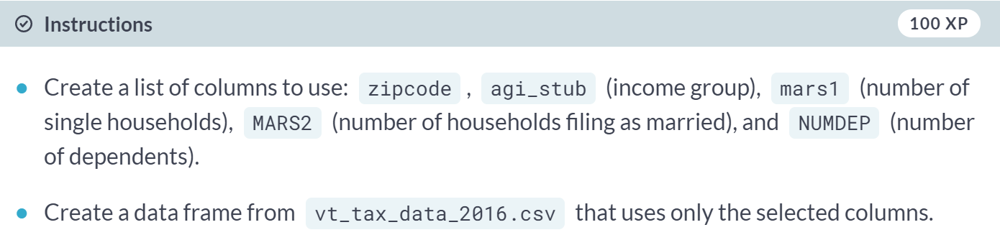 Instructions 100 XP
Create a list of columns to use: zipcode , agi_stub (income group), mars1 (number of
single households), MARS2 (number of households filing as married), and NUMDEP (number
of dependents).
Create a data frame from vt_tax_data_2016.csv that uses only the selected columns.